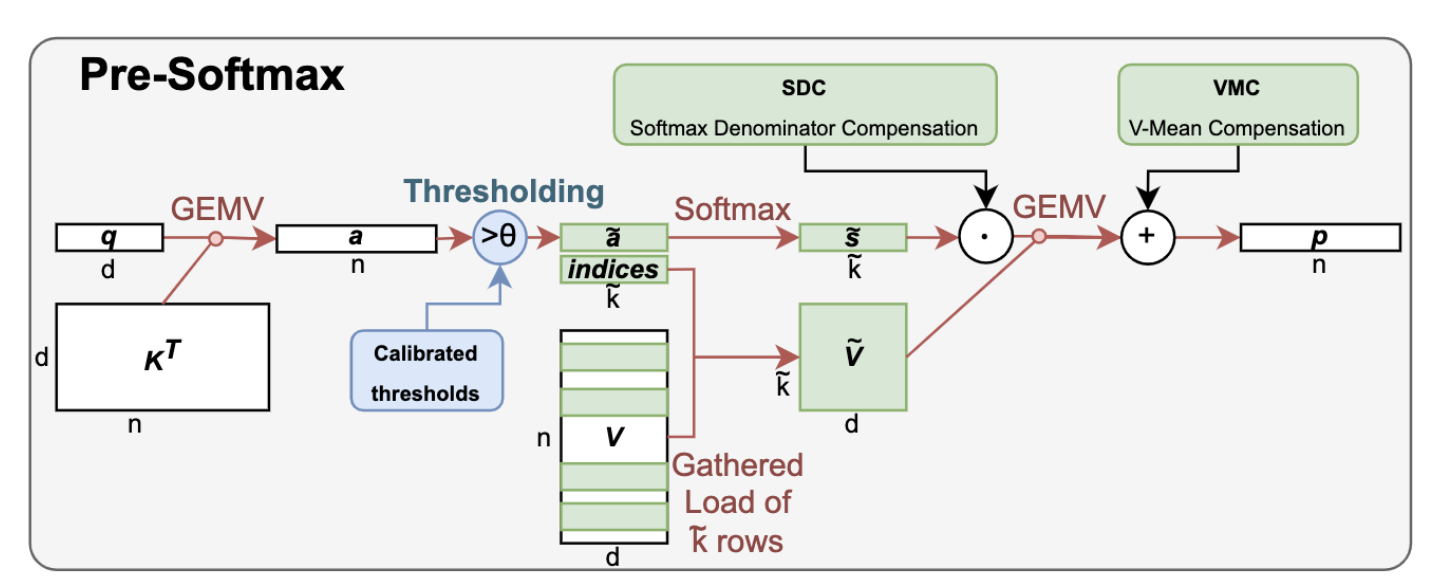 Pre-Softmax
SDC
Softmax Denominator Compensation
VMC
V-Mean Compensation
Thresholding
GEMV
Softmax
GEMV
q
d
a
n
>θ
ã
indices
k̃
s̃
k̃
·
+
p
n
d
K^T
n
Calibrated
thresholds
n
V
d
Gathered
Load of
k̃ rows
k̃
Ṽ
d